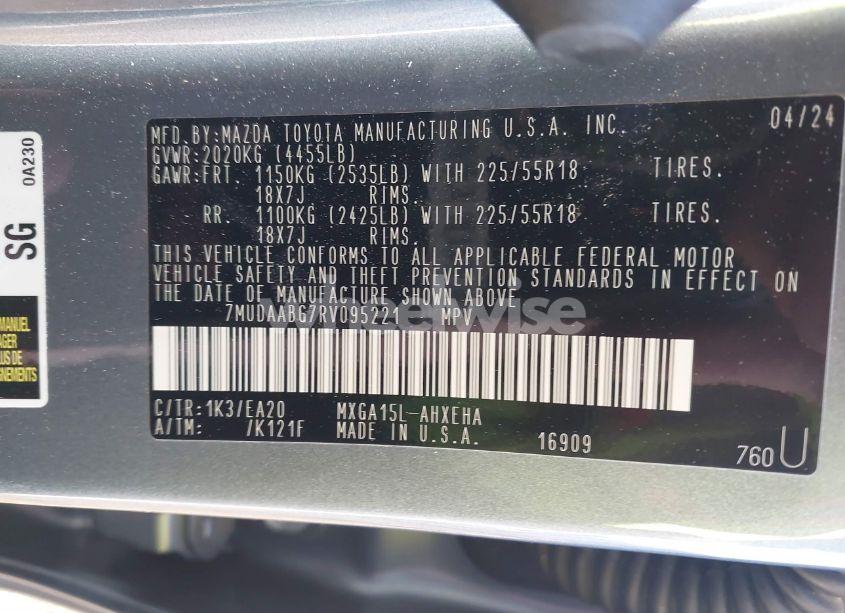 0A230
SG
MANUEL
MFD.BY:MAZDA TOYOTA MANUFACTURING U.S.A. INC. 04/24
GVWR:2020KG (4455LB)
GAWR:FRT. 1150KG (2535LB) WITH 225/55R18 TIRES.
18X7J RIMS.
RR. 1100KG (2425LB) WITH 225/55R18 TIRES.
18X7J RIMS.
THIS VEHICLE CONFORMS TO ALL APPLICABLE FEDERAL MOTOR
VEHICLE SAFETY AND THEFT PREVENTION STANDARDS IN EFFECT ON
THE DATE OF MANUFACTURE SHOWN ABOVE
7MUDAABG7RV095221 MPV
C/TR:1K3/EA20 MXGA15L-AHXEHA
A/TM: /K121F MADE IN U.S.A. 16909
760U